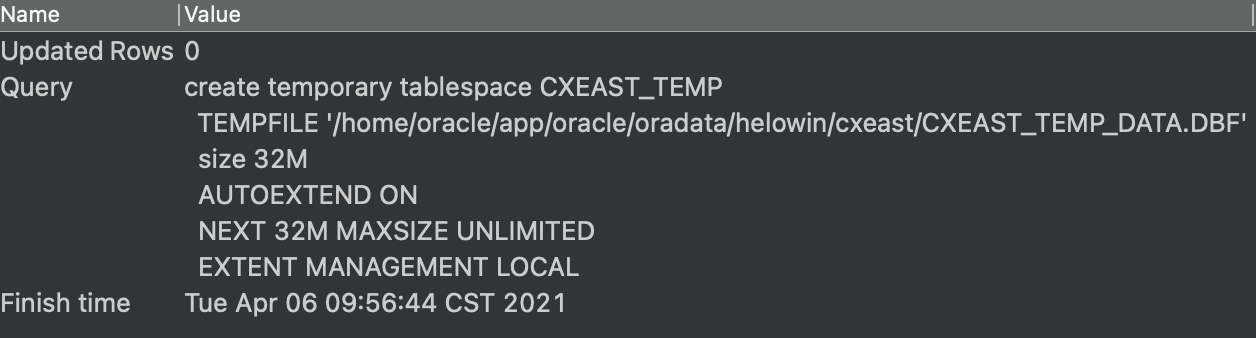 Name Value
Updated Rows 0
Query create temporary tablespace CXEAST_TEMP
TEMPFILE '/home/oracle/app/oracle/oradata/helowin/cxeast/CXEAST_TEMP_DATA.DBF'
size 32M
AUTOEXTEND ON
NEXT 32M MAXSIZE UNLIMITED
EXTENT MANAGEMENT LOCAL
Finish time Tue Apr 06 09:56:44 CST 2021